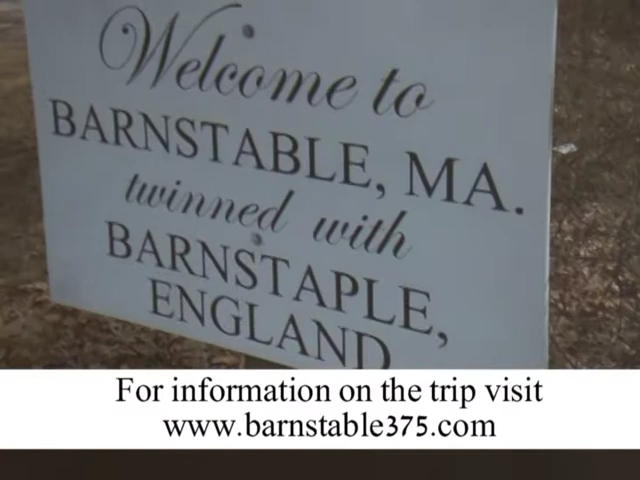 Welcome to
BARNSTABLE, MA.
twinned with
BARNSTAPLE,
ENGLAND
For information on the trip visit
www.barnstable375.com